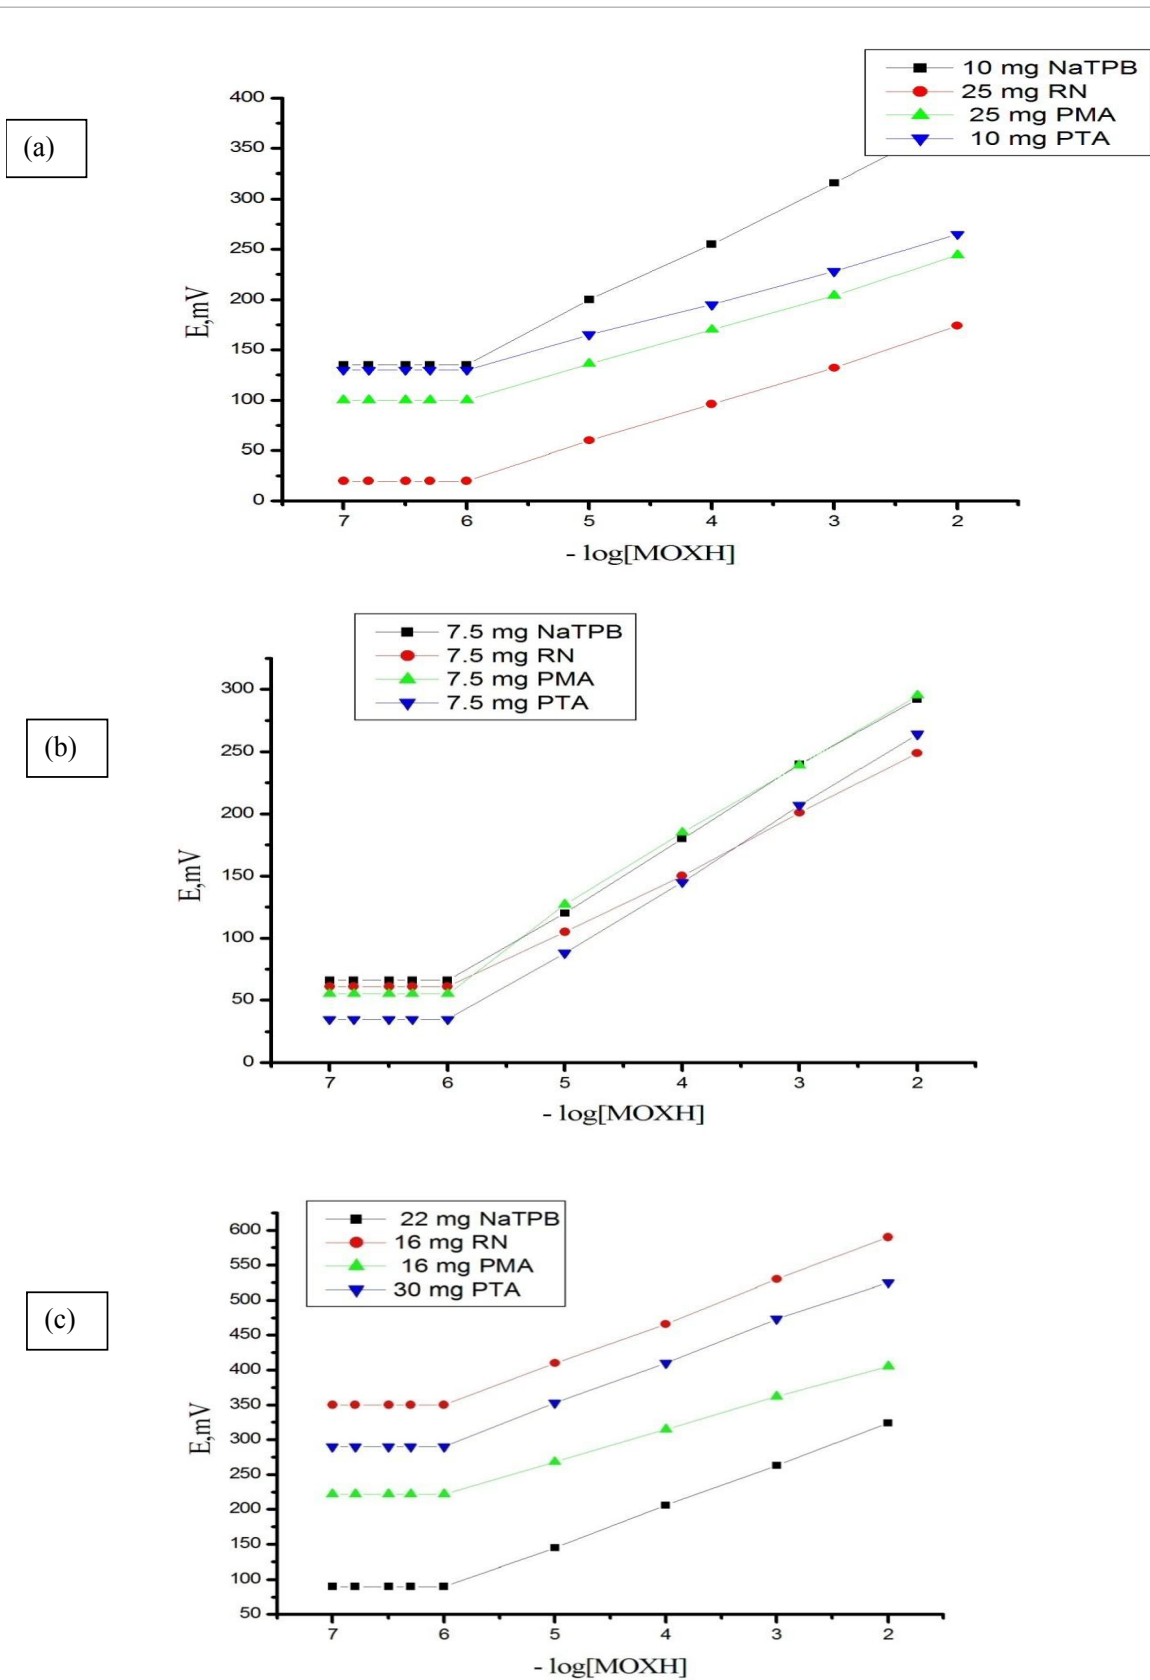 (a)
10 mg NaTPB
25 mg RN
25 mg PMA
10 mg PTA
400
350
300
250
200
150
100
50
0
E,mV
7 6 5 4 3 2
- log[MOXH]
(b)
7.5 mg NaTPB
7.5 mg RN
7.5 mg PMA
7.5 mg PTA
300
250
200
150
100
50
0
E,mV
7 6 5 4 3 2
- log[MOXH]
(c)
22 mg NaTPB
16 mg RN
16 mg PMA
30 mg PTA
600
550
500
450
400
350
300
250
200
150
100
50
E,mV
7 6 5 4 3 2
- log[MOXH]